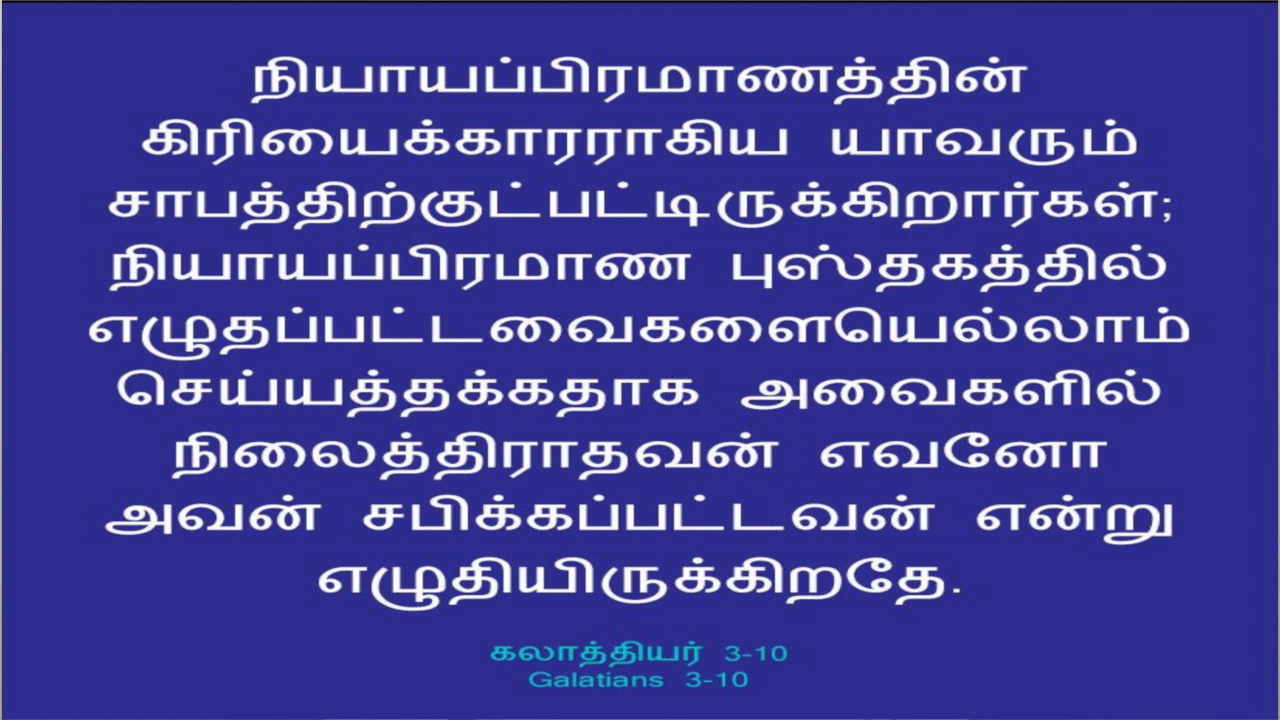 நியாயப்பிரமாணத்தின்
கிரியைக்காரராகிய யாவரும்
சாபத்திற்குட்பட்டிருக்கிறார்கள்;
நியாயப்பிரமாண புஸ்தகத்தில்
எழுதப்பட்டவைகளையெல்லாம்
செய்யத்தக்கதாக அவைகளில்
நிலைத்திராதவன் எவனோ
அவன் சபிக்கப்பட்டவன் என்று
எழுதியிருக்கிறதே.
கலாத்தியர் 3-10
Galatians 3-10